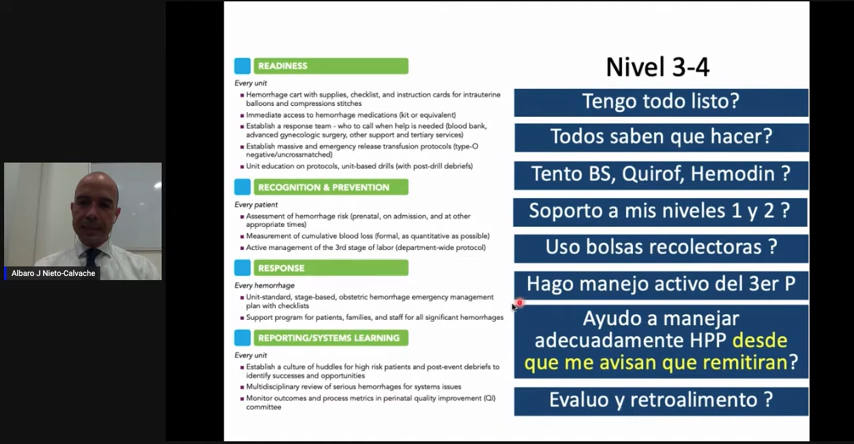 READINESS
Every unit
■ Hemorrhage cart with supplies, checklist, and instruction cards for intrauterine
balloons and compressions stitches
■ Immediate access to hemorrhage medications (kit or equivalent)
■ Establish a response team - who to call when help is needed (blood bank,
advanced gynecologic surgery, other support and tertiary services)
■ Establish massive and emergency release transfusion protocols (type-O
negative/uncrossmatched)
■ Unit education on protocols, unit-based drills (with post-drill debriefs)
RECOGNITION & PREVENTION
Every patient
■ Assessment of hemorrhage risk (prenatal, on admission, and at other
appropriate times)
■ Measurement of cumulative blood loss (formal, as quantitative as possible)
■ Active management of the 3rd stage of labor (department-wide protocol)
RESPONSE
Every hemorrhage
■ Unit-standard, stage-based, obstetric hemorrhage emergency management
plan with checklists
■ Support program for patients, families, and staff for all significant hemorrhages
REPORTING/SYSTEMS LEARNING
Every unit
■ Establish a culture of huddles for high risk patients and post-event debriefs to
identify successes and opportunities
■ Multidisciplinary review of serious hemorrhages for systems issues
■ Monitor outcomes and process metrics in perinatal quality improvement (QI)
committee
Nivel 3-4
Tengo todo listo?
Todos saben que hacer?
Tento BS, Quirof, Hemodin ?
Soporto a mis niveles 1 y 2 ?
Uso bolsas recolectoras ?
Hago manejo activo del 3er P
Ayudo a manejar
adecuadamente HPP desde
que me avisan que remitiran?
Evaluo y retroalimento ?
Albaro J Nieto-Calvache